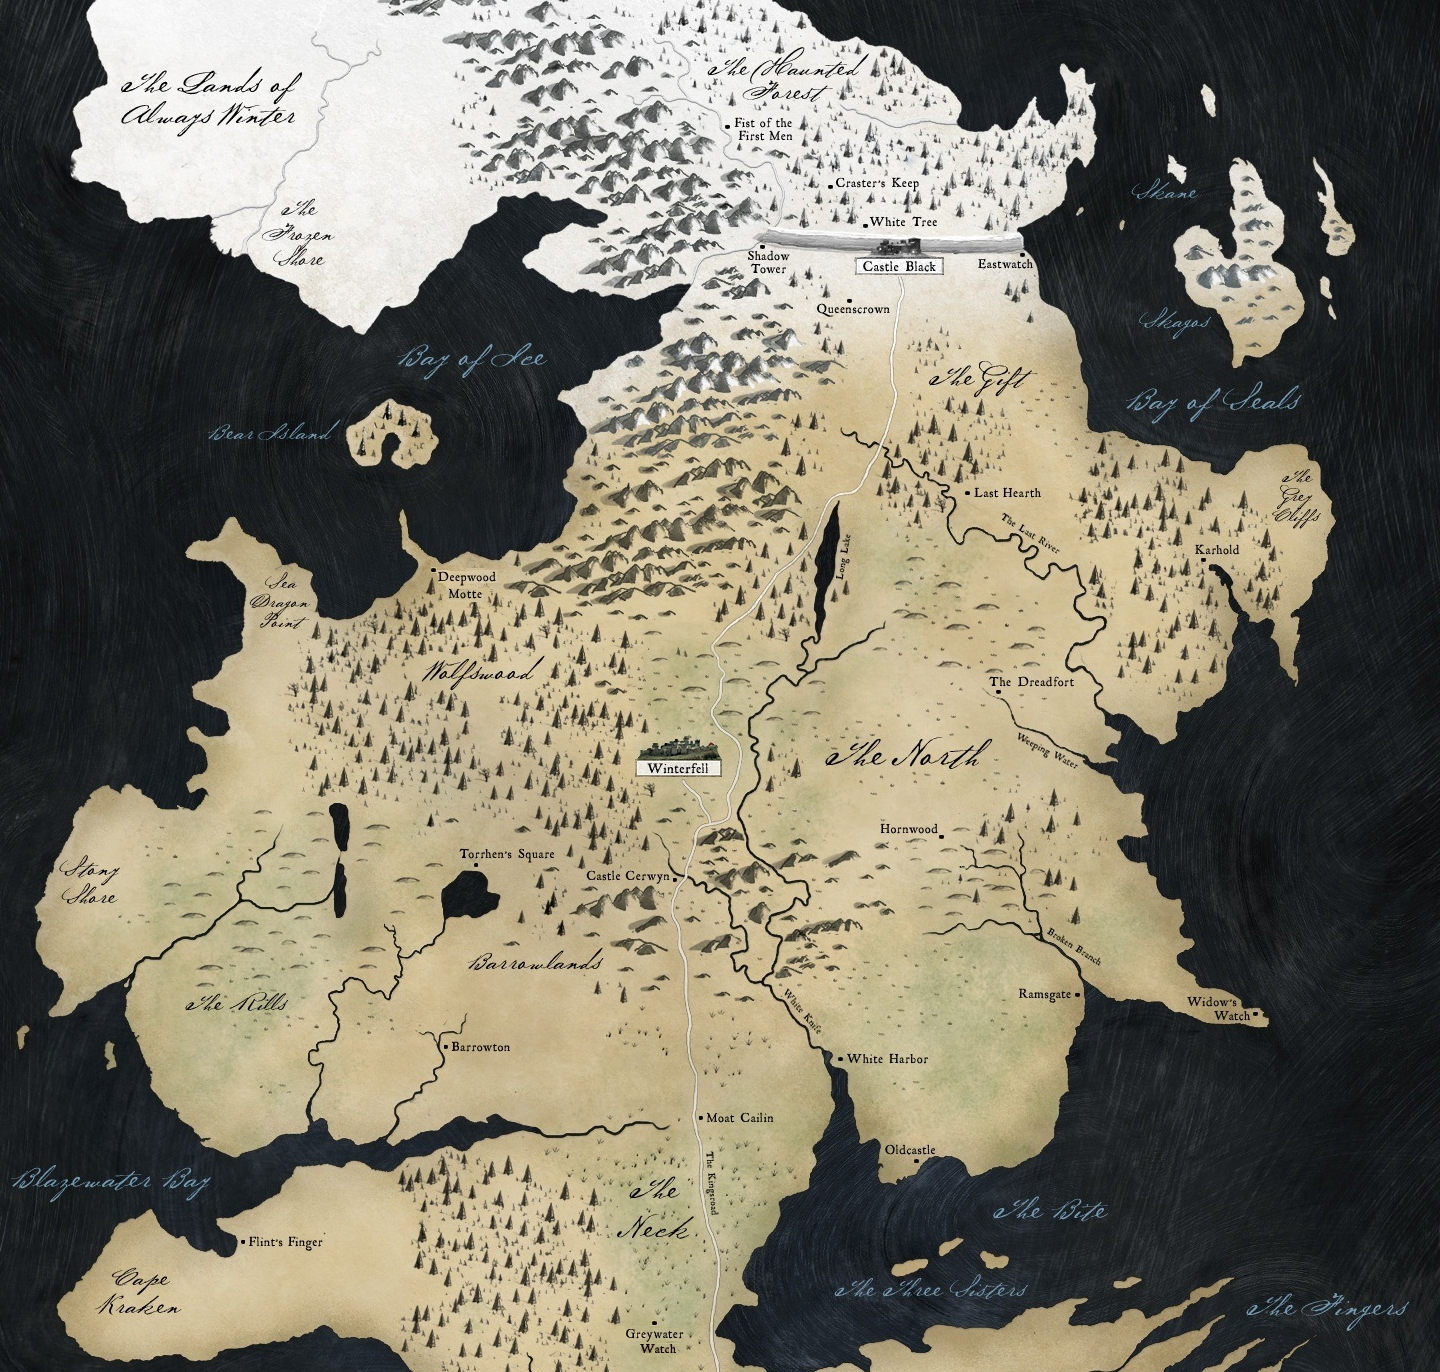 The Lands of
Always Winter
The Haunted
Forest
Fist of the
First Men
Craster's Keep
Skane
The
Frozen
Shore
White Tree
Shadow
Tower
Castle Black
Eastwatch
Queenscrown
Skagos
Bay of Ice
The Gift
Bay of Seals
Bear Island
Last Hearth
The
Grey
Cliffs
The Last River
Karhold
Long Lake
Deepwood
Motte
Sea
Dragon
Point
Wolfswood
The Dreadfort
Weeping Water
The North
Winterfell
Hornwood
Torrhen's Square
Castle Cerwyn
Stony
Shore
Broken Branch
Barrowlands
The Rills
White Knife
Ramsgate
Widow's
Watch
Barrowton
White Harbor
Moat Cailin
Oldcastle
The Kingsroad
Blazewater Bay
The
Neck
The Bite
Flint's Finger
Cape
Kraken
The Three Sisters
The Fingers
Greywater
Watch